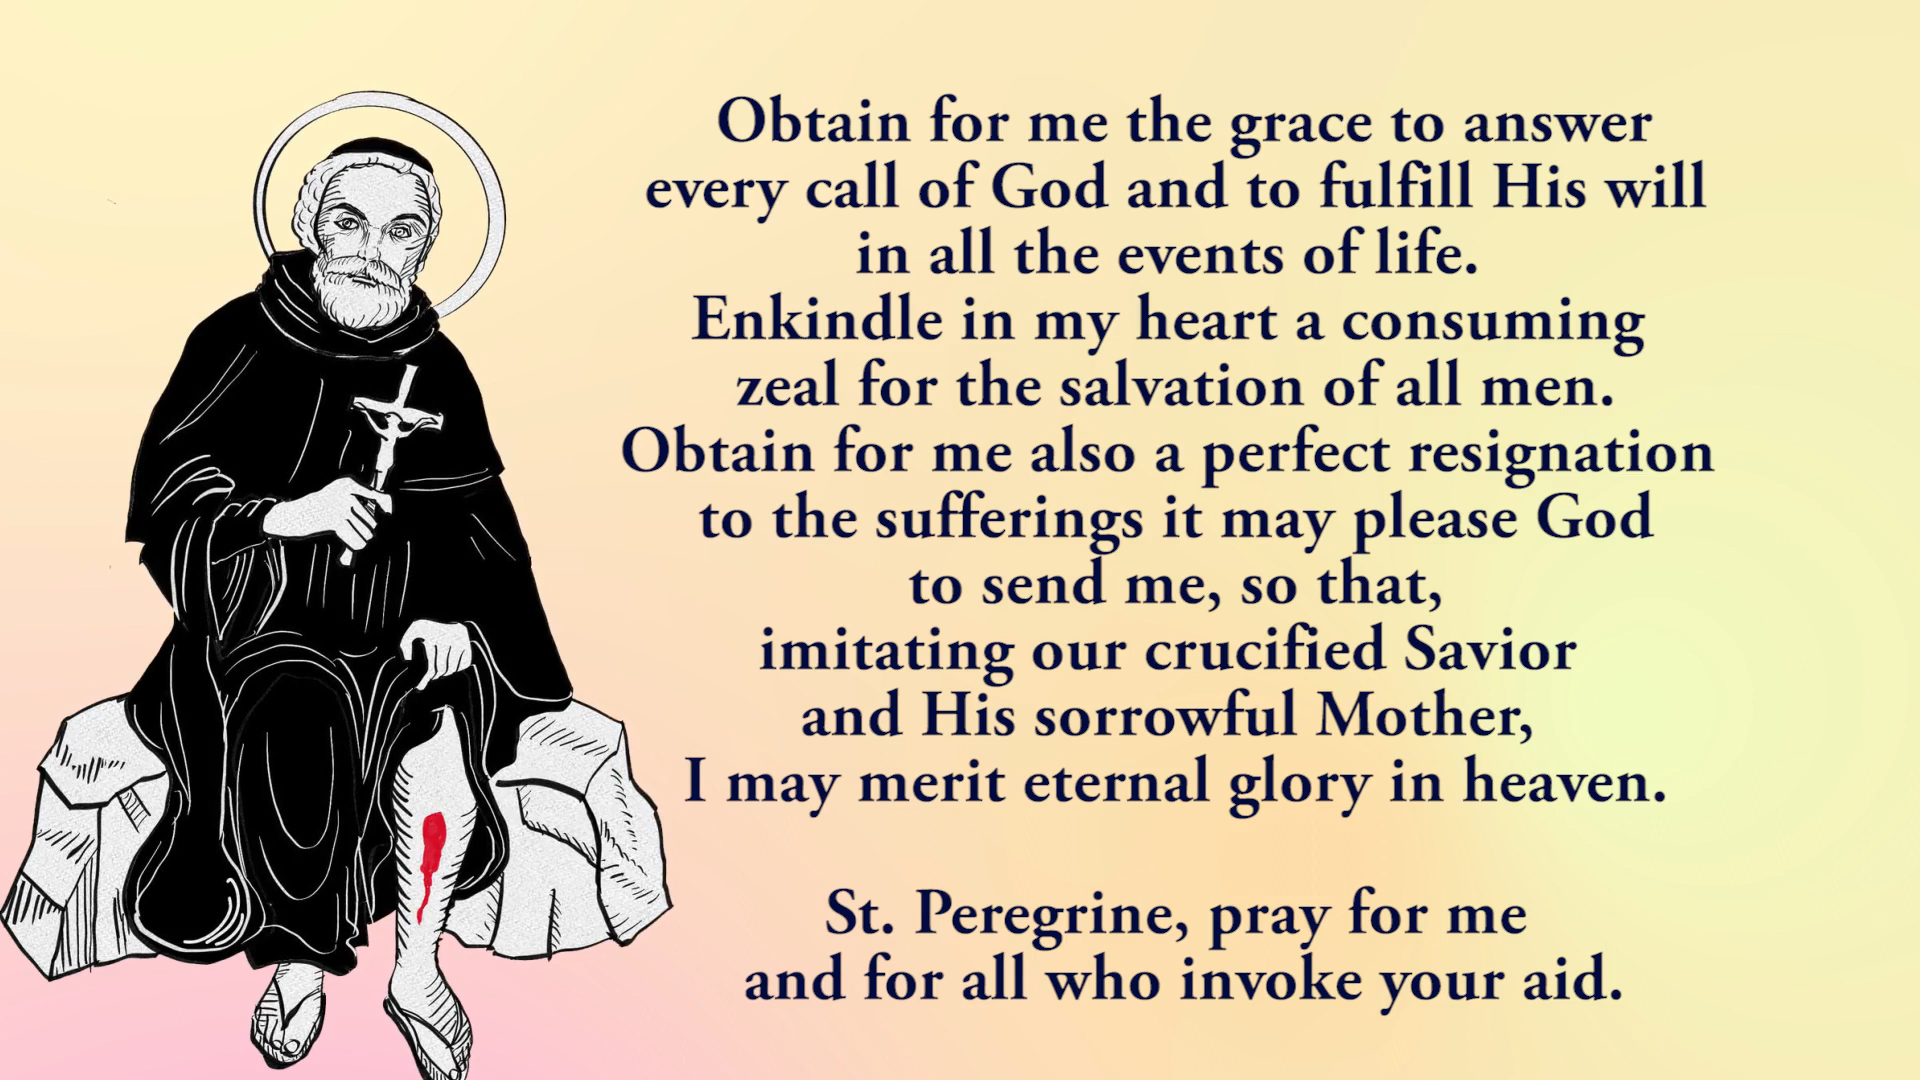 Obtain for me the grace to answer
every call of God and to fulfill His will
in all the events of life.
Enkindle in my heart a consuming
zeal for the salvation of all men.
Obtain for me also a perfect resignation
to the sufferings it may please God
to send me, so that,
imitating our crucified Savior
and His sorrowful Mother,
I may merit eternal glory in heaven.
St. Peregrine, pray for me
and for all who invoke your aid.